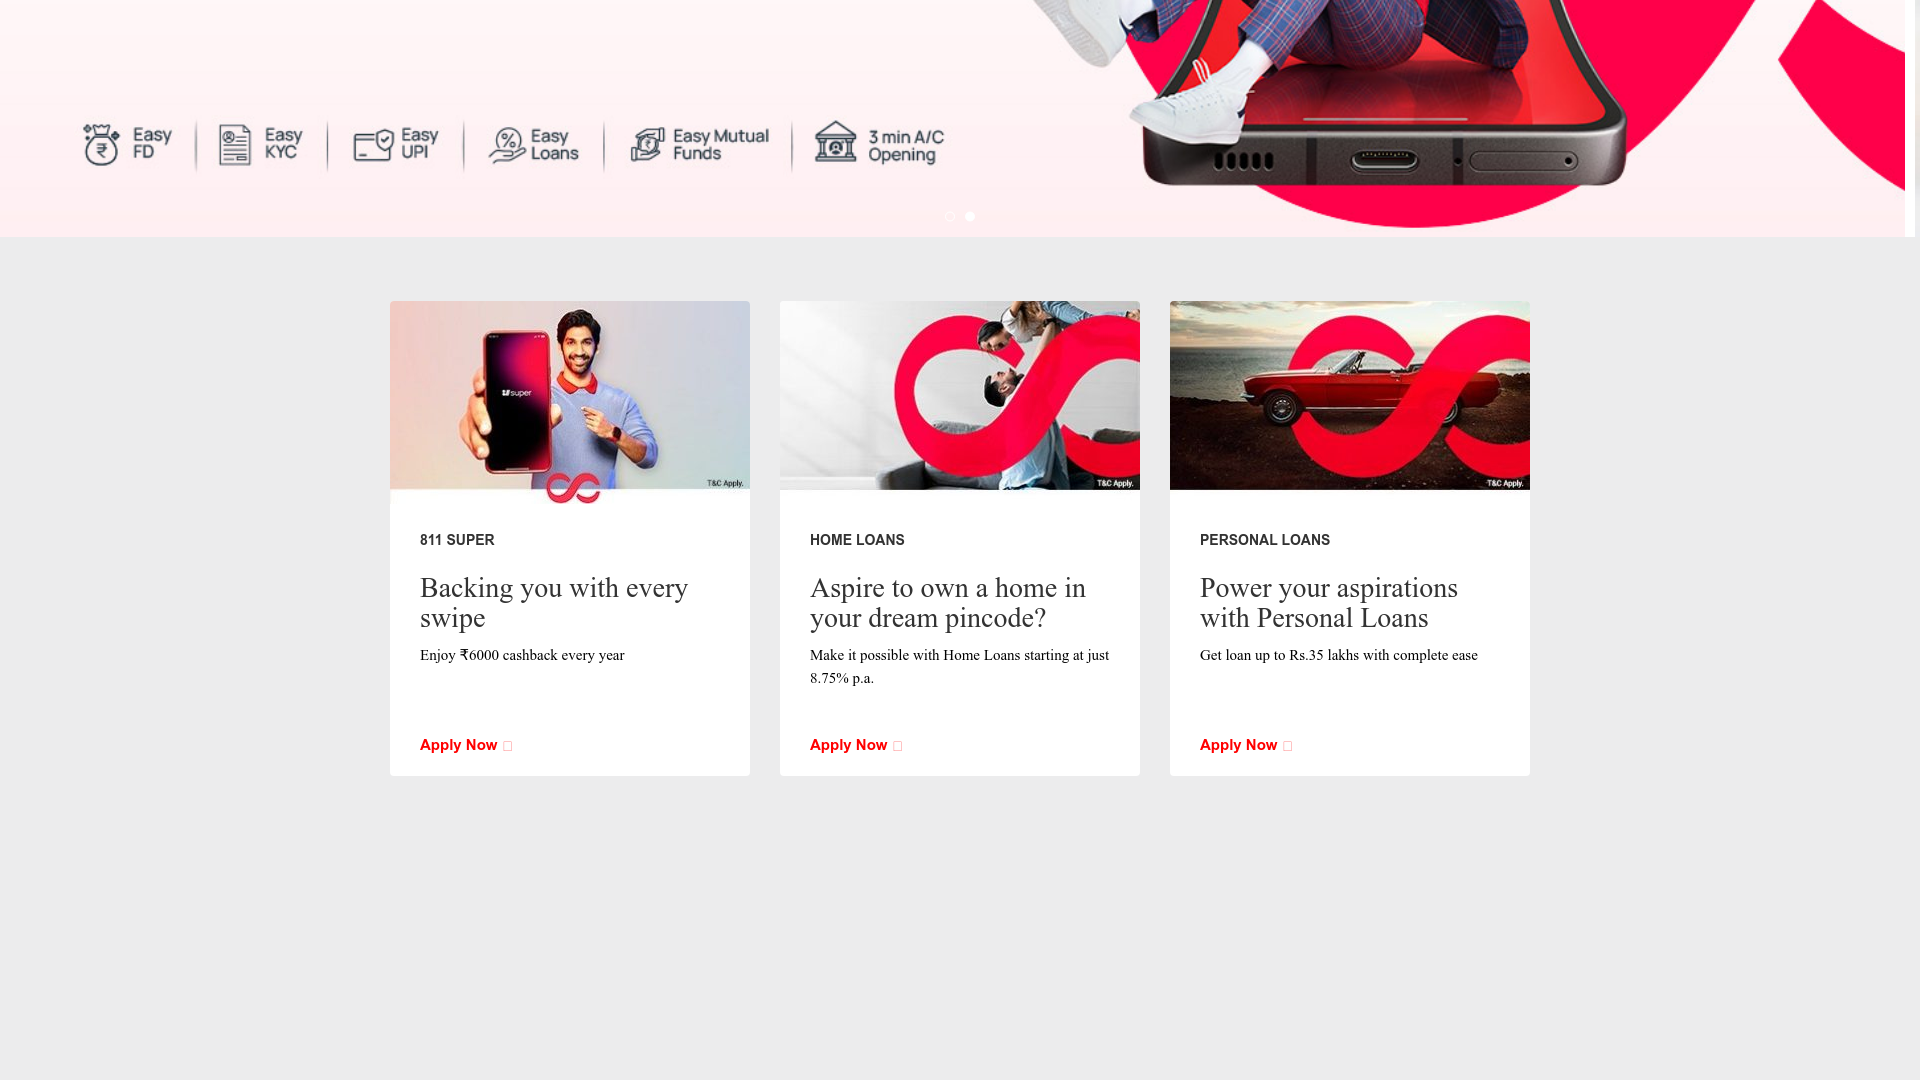 Easy FD
Easy KYC
Easy UPI
Easy Loans
Easy Mutual Funds
3 min A/C Opening
super
T&C Apply.
811 SUPER
Backing you with every
swipe
Enjoy ₹6000 cashback every year
Apply Now
T&C Apply.
HOME LOANS
Aspire to own a home in
your dream pincode?
Make it possible with Home Loans starting at just
8.75% p.a.
Apply Now
T&C Apply.
PERSONAL LOANS
Power your aspirations
with Personal Loans
Get loan up to Rs.35 lakhs with complete ease
Apply Now